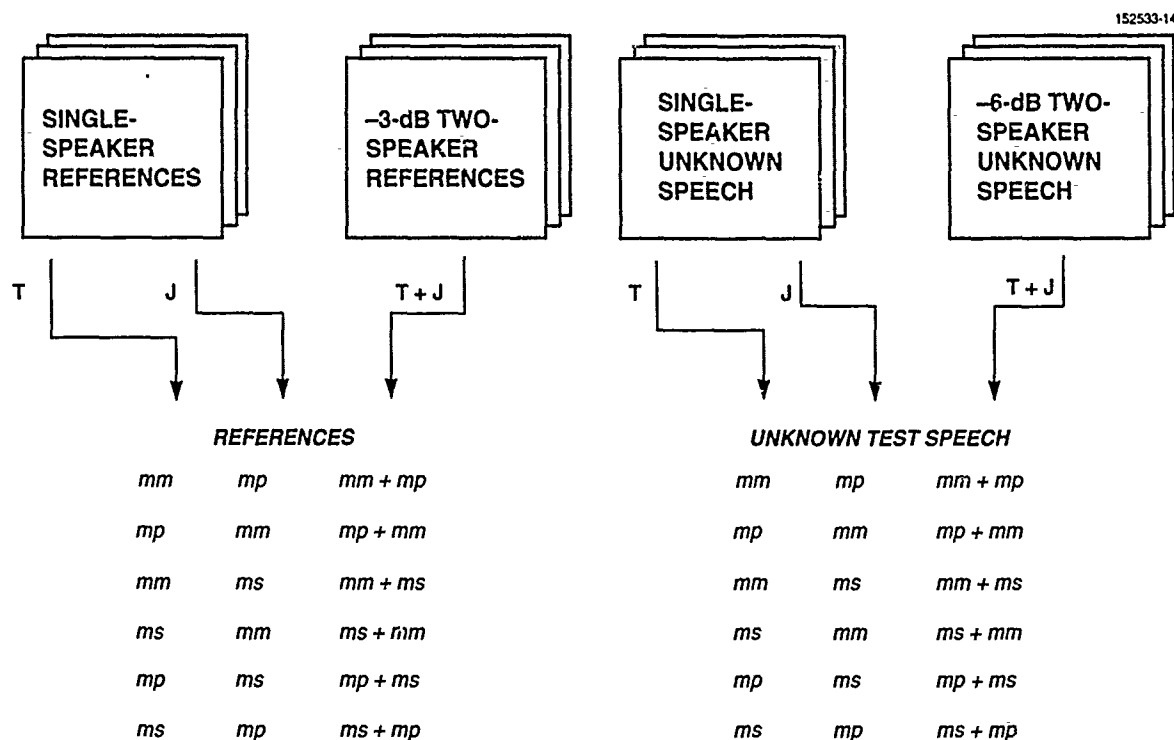 152533-14
SINGLE-
SPEAKER
REFERENCES
–3-dB TWO-
SPEAKER
REFERENCES
SINGLE-
SPEAKER
UNKNOWN
SPEECH
–6-dB TWO-
SPEAKER
UNKNOWN
SPEECH
T J T + J T J T + J
REFERENCES
mm mp mm + mp
mp mm mp + mm
mm ms mm + ms
ms mm ms + mm
mp ms mp + ms
ms mp ms + mp
UNKNOWN TEST SPEECH
mm mp mm + mp
mp mm mp + mm
mm ms mm + ms
ms mm ms + mm
mp ms mp + ms
ms mp ms + mp